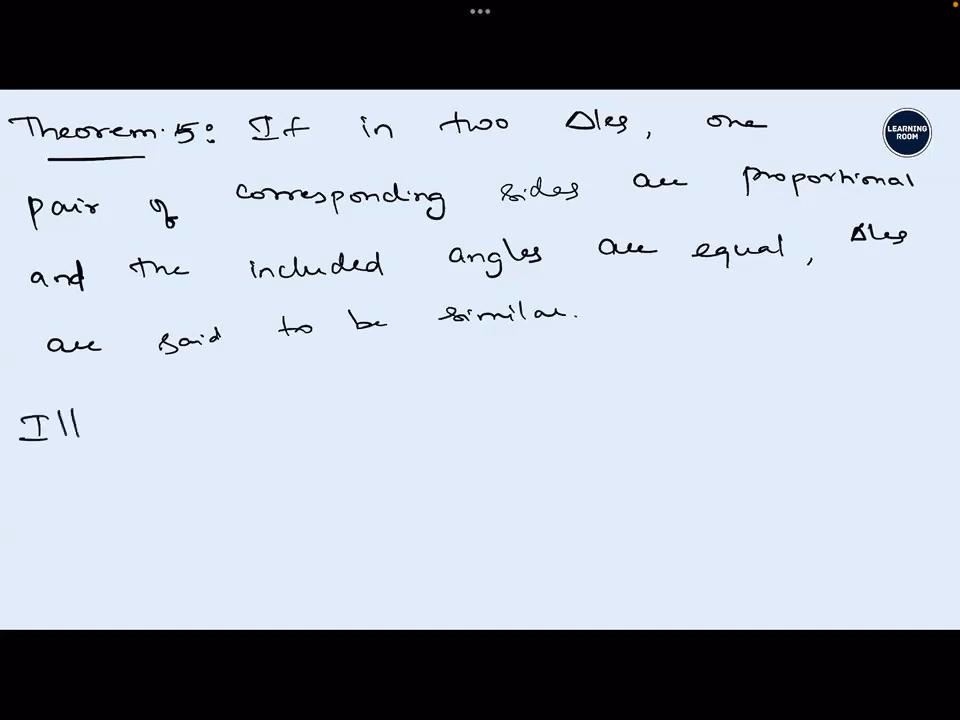 Theorem.5: If in two Δles, one
pair of corresponding sides are proportional
and the included angles are equal, Δles
are said to be similar.
Ill
LEARNING
ROOM